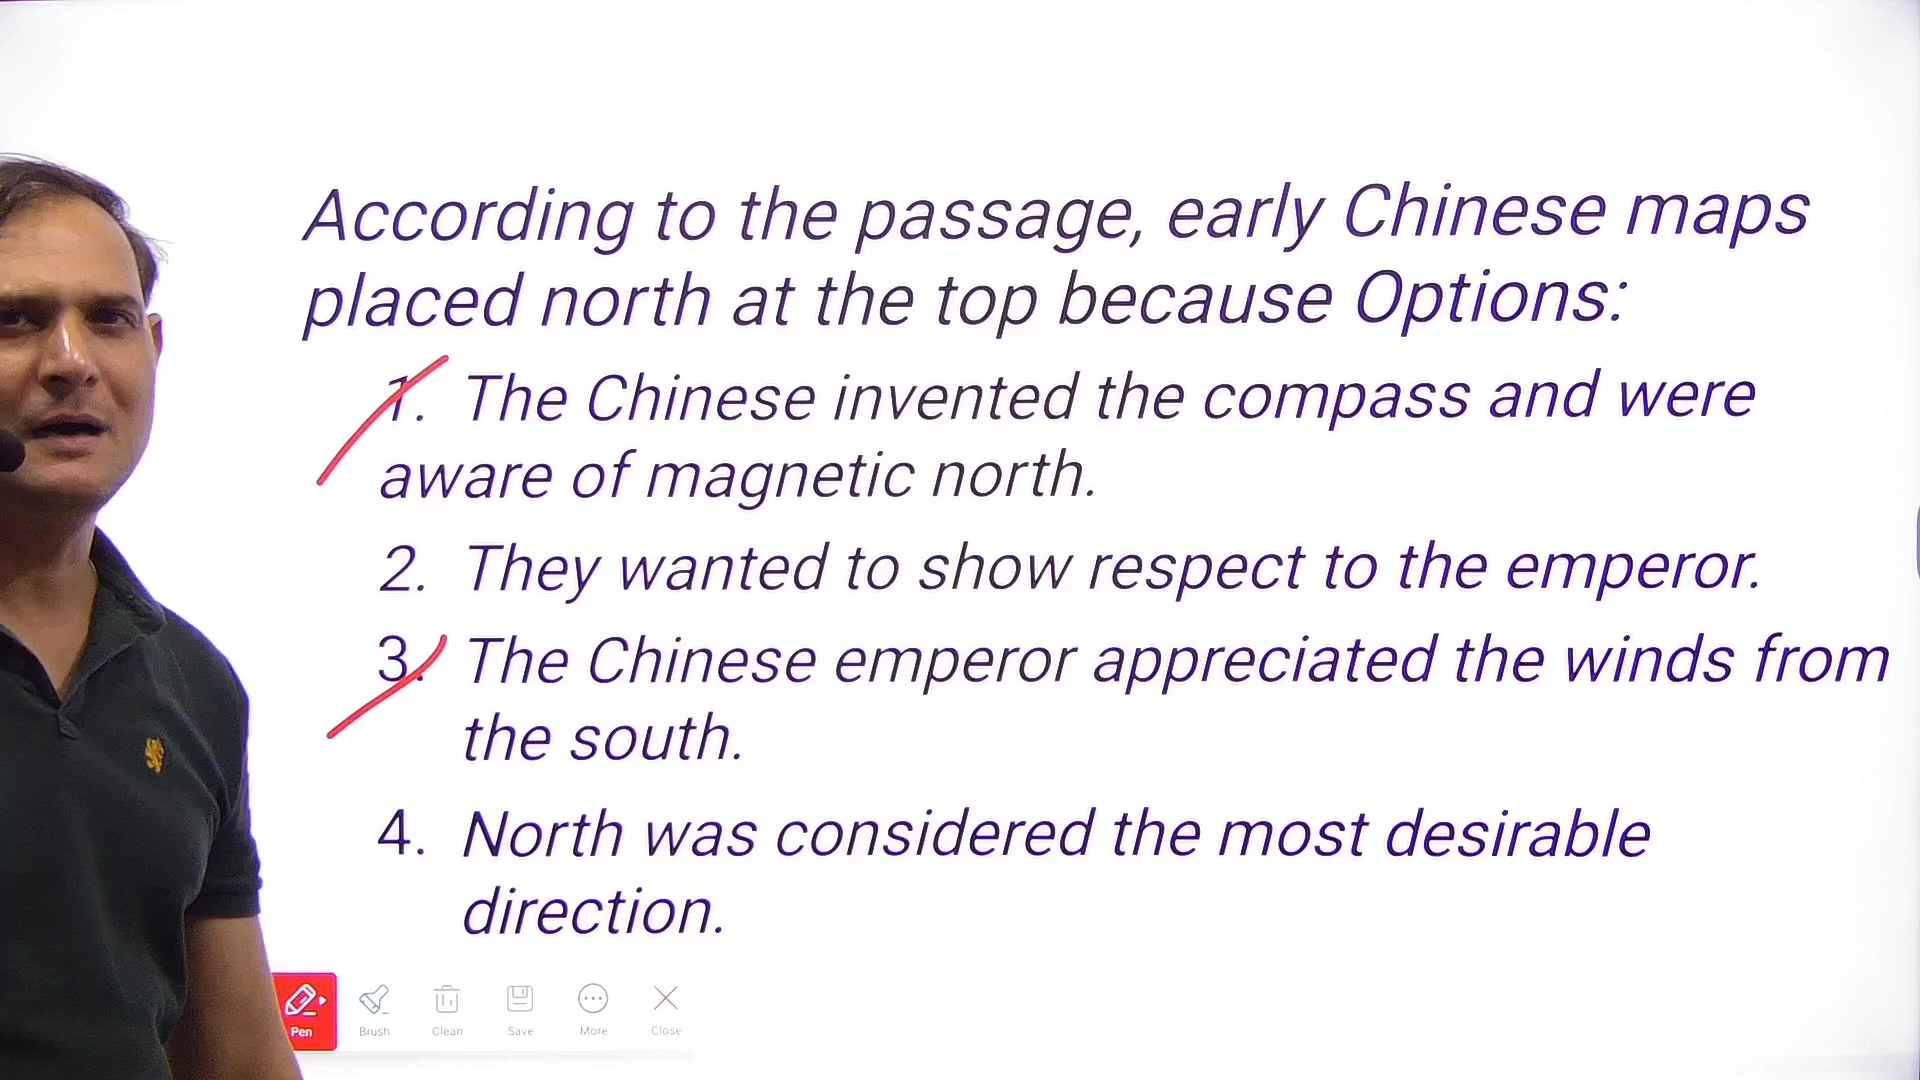 According to the passage, early Chinese maps
placed north at the top because Options:
1. The Chinese invented the compass and were
aware of magnetic north.
2. They wanted to show respect to the emperor.
3. The Chinese emperor appreciated the winds from
the south.
4. North was considered the most desirable
direction.
Pen Brush Clean Save More Close